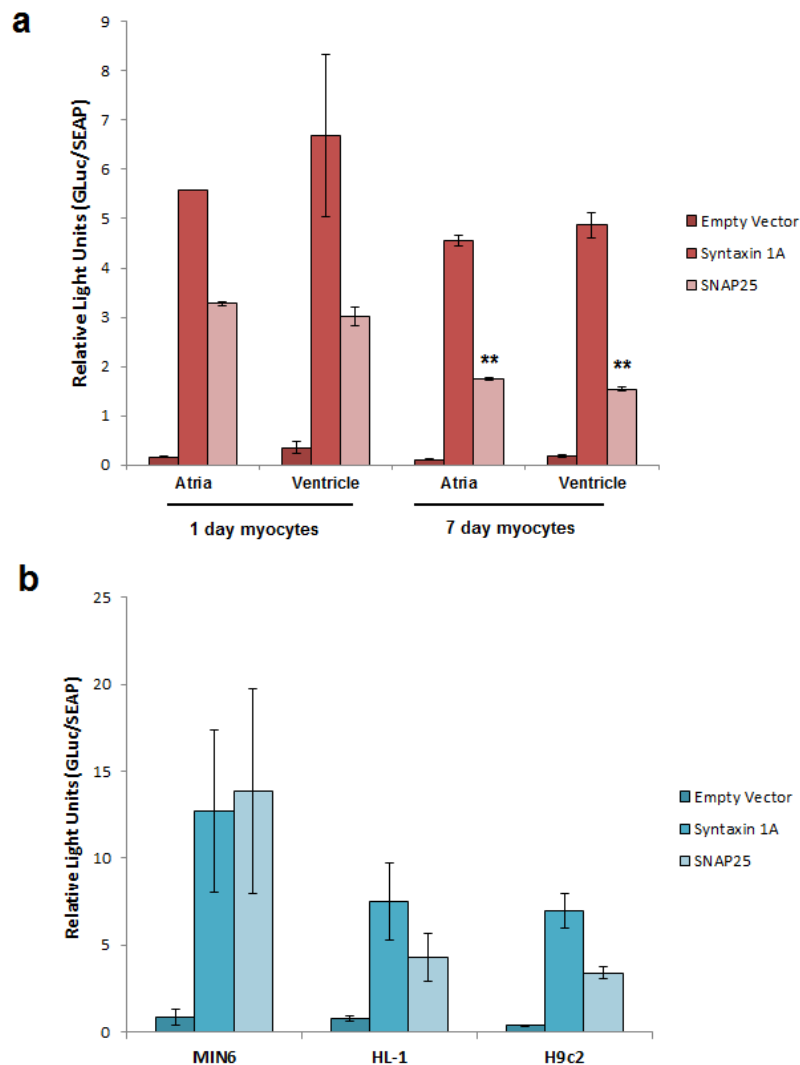 a
Relative Light Units (GLuc/SEAP)
9
8
7
6
5
4
3
2
1
0
**
**
Atria Ventricle Atria Ventricle
1 day myocytes 7 day myocytes
Empty Vector
Syntaxin 1A
SNAP25
b
Relative Light Units (GLuc/SEAP)
25
20
15
10
5
0
MIN6 HL-1 H9c2
Empty Vector
Syntaxin 1A
SNAP25